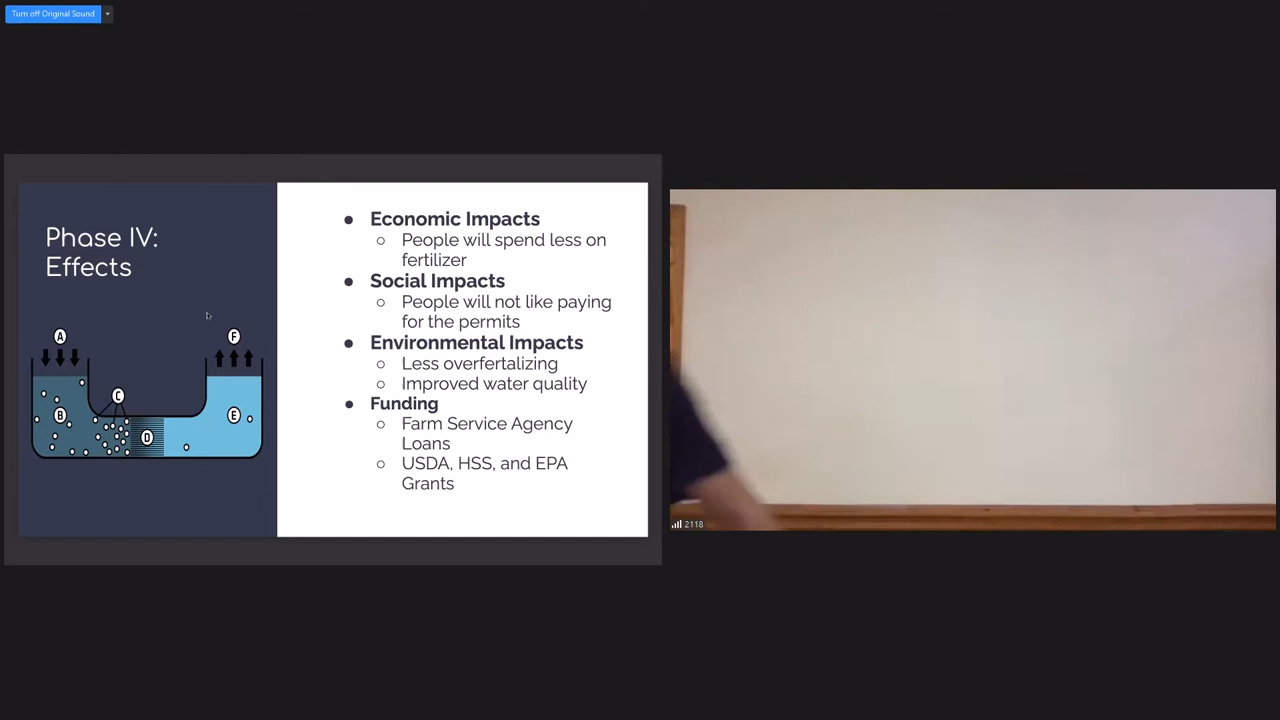 Turn off Original Sound
Phase IV:
Effects
A
F
C
B
D
E
● Economic Impacts
○ People will spend less on
fertilizer
● Social Impacts
○ People will not like paying
for the permits
● Environmental Impacts
○ Less overfertalizing
○ Improved water quality
● Funding
○ Farm Service Agency
Loans
○ USDA, HSS, and EPA
Grants
2118